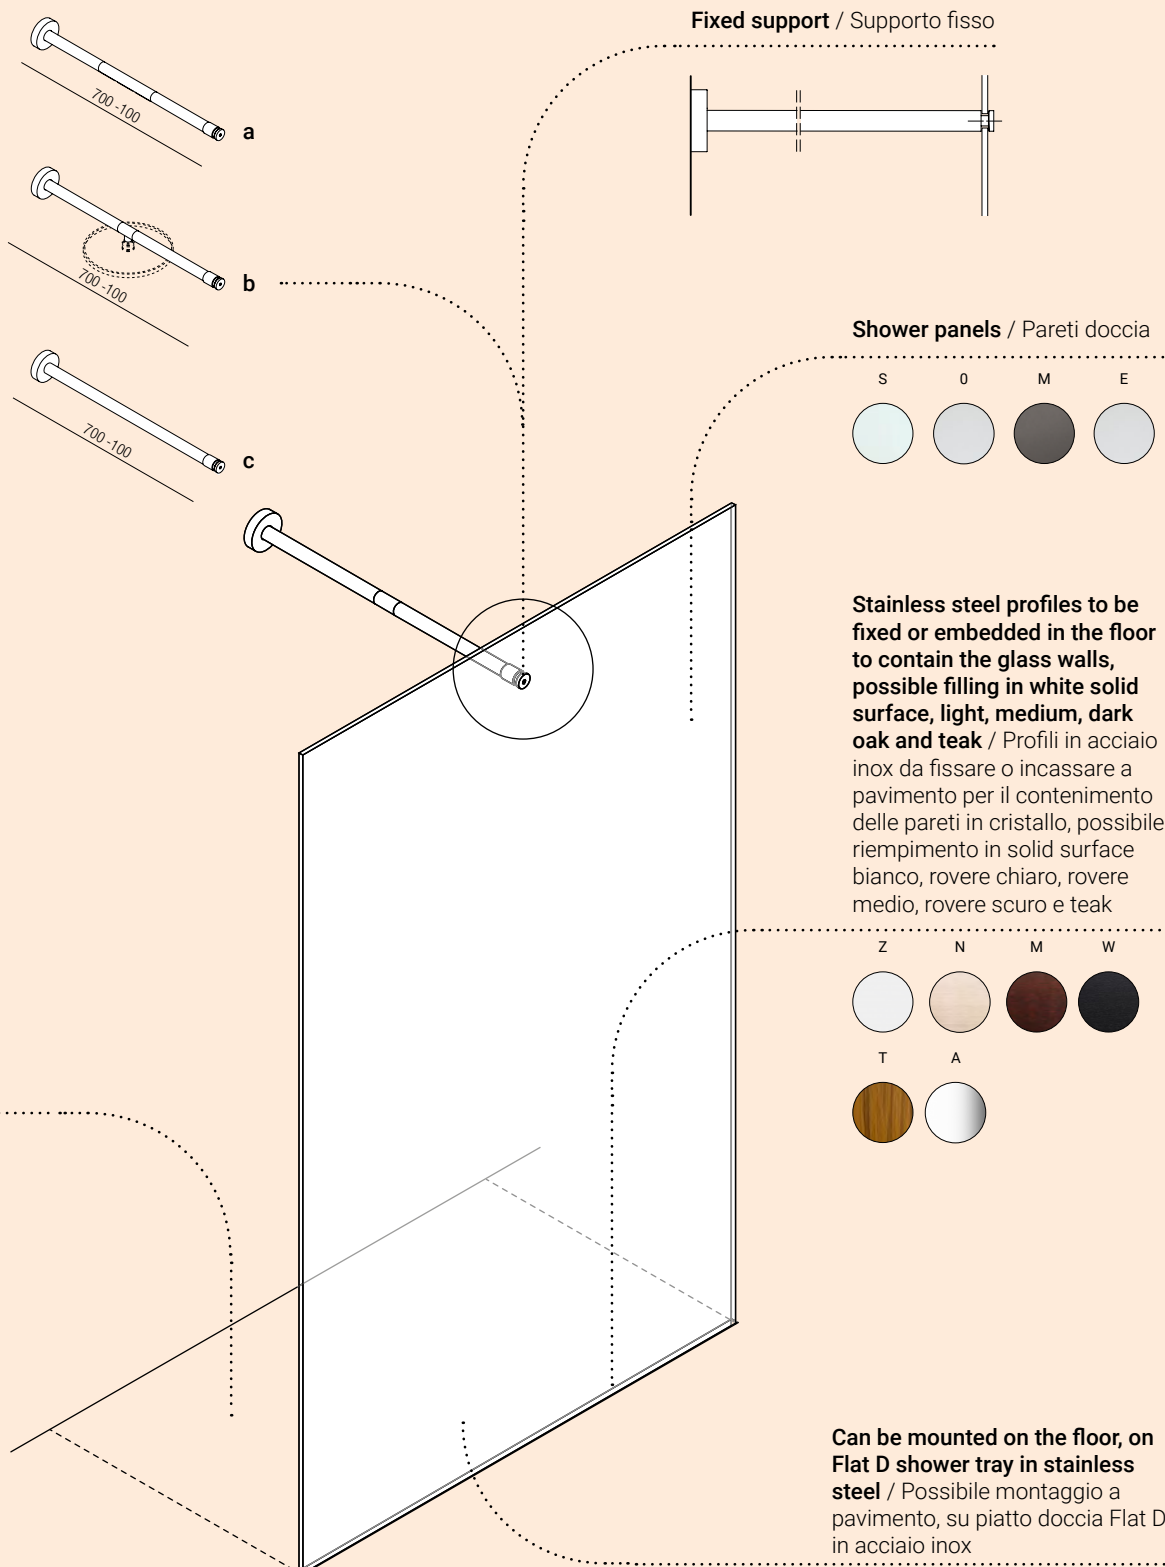 Fixed support / Supporto fisso
700 -100
a
700 -100
b
700 -100
c
Shower panels / Pareti doccia
S 0 M E
Stainless steel profiles to be
fixed or embedded in the floor
to contain the glass walls,
possible filling in white solid
surface, light, medium, dark
oak and teak / Profili in acciaio
inox da fissare o incassare a
pavimento per il contenimento
delle pareti in cristallo, possibile
riempimento in solid surface
bianco, rovere chiaro, rovere
medio, rovere scuro e teak
Z N M W
T A
Can be mounted on the floor, on
Flat D shower tray in stainless
steel / Possibile montaggio a
pavimento, su piatto doccia Flat D
in acciaio inox